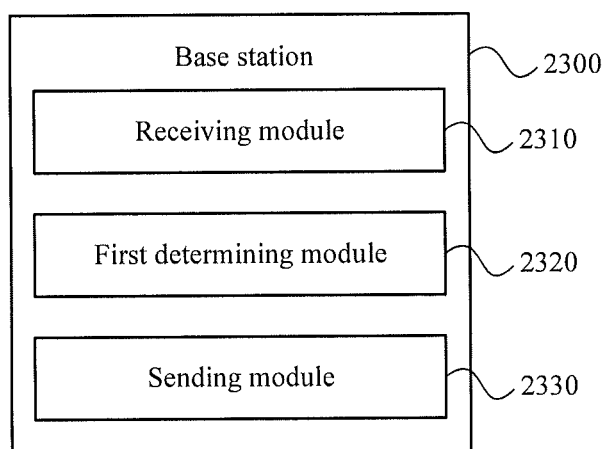 Base station
2300
Receiving module
2310
First determining module
2320
Sending module
2330